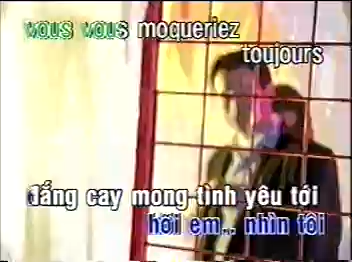 vous vous moqueriez
toujours
đắng cay mong tình yêu tới
hỡi em.. nhìn tôi